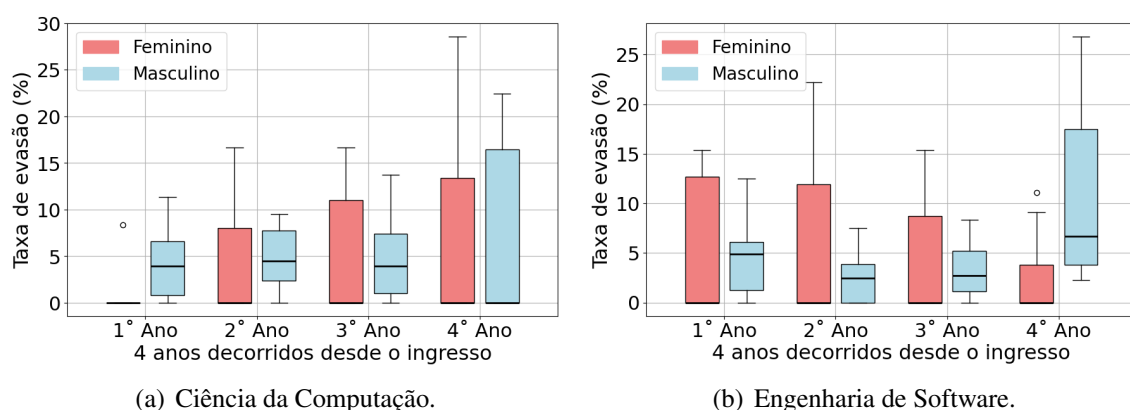 30
25
20
15
10
5
0
Taxa de evasão (%)
Feminino
Masculino
1° Ano 2° Ano 3° Ano 4° Ano
4 anos decorridos desde o ingresso
(a) Ciência da Computação.
25
20
15
10
5
0
Taxa de evasão (%)
Feminino
Masculino
1° Ano 2° Ano 3° Ano 4° Ano
4 anos decorridos desde o ingresso
(b) Engenharia de Software.